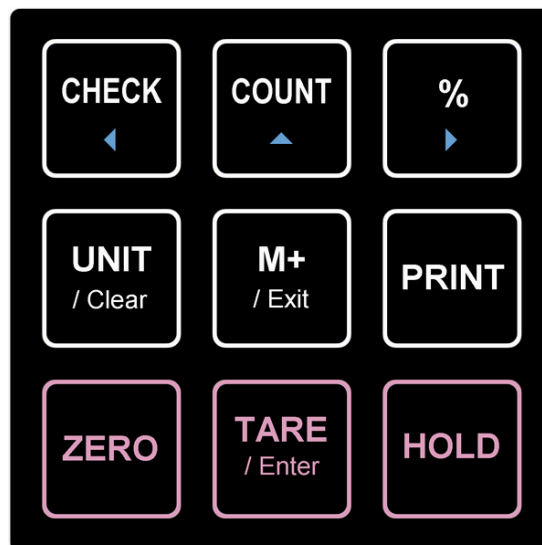 CHECK
COUNT
%
UNIT
/ Clear
M+
/ Exit
PRINT
ZERO
TARE
/ Enter
HOLD